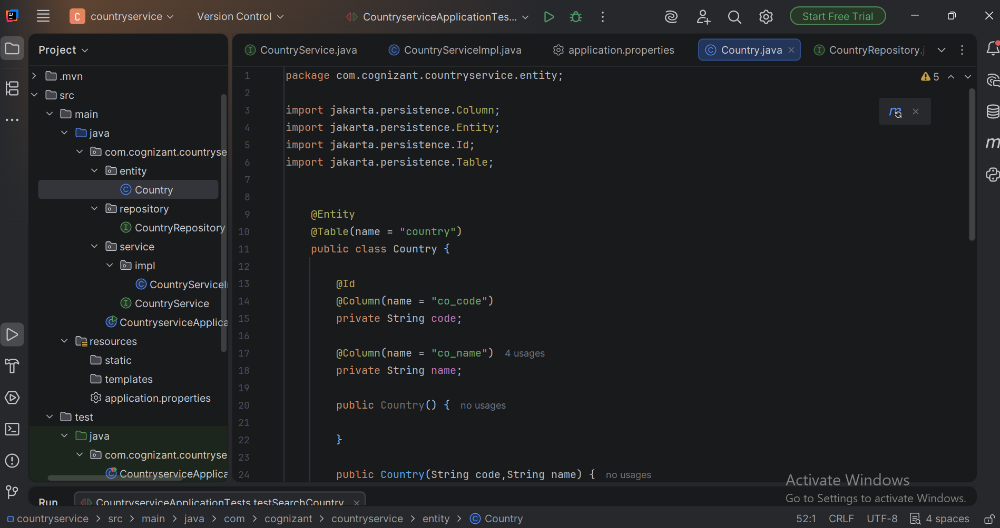 C countryservice Version Control CountryserviceApplicationTes... Start Free Trial
Project
.mvn
src
main
java
com.cognizant.countryse
entity
Country
repository
CountryRepository
service
impl
CountryServiceI
CountryService
CountryserviceApplica
resources
static
templates
application.properties
test
java
com.cognizant.countryse
CountryserviceApplica
CountryService.java CountryServiceImpl.java application.properties Country.java CountryRepository.j
5
1 package com.cognizant.countryservice.entity;
2
3 import jakarta.persistence.Column;
4 import jakarta.persistence.Entity;
5 import jakarta.persistence.Id;
6 import jakarta.persistence.Table;
7
8
9 @Entity
10 @Table(name = "country")
11 public class Country {
12
13 @Id
14 @Column(name = "co_code")
15 private String code;
16
17 @Column(name = "co_name") 4 usages
18 private String name;
19
20 public Country() { no usages
21
22 }
23
24 public Country(String code,String name) { no usages
Activate Windows
Go to Settings to activate Windows.
Run CountryserviceApplicationTests.testSearchCountry
countryservice > src > main > java > com > cognizant > countryservice > entity > Country 52:1 CRLF UTF-8 4 spaces